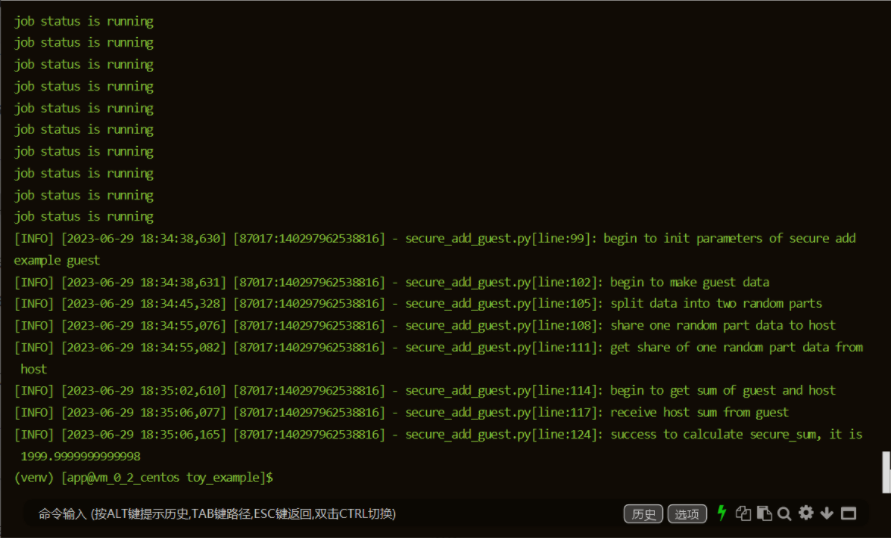 job status is running
job status is running
job status is running
job status is running
job status is running
job status is running
job status is running
job status is running
job status is running
job status is running
[INFO] [2023-06-29 18:34:38,630] [87017:140297962538816] - secure_add_guest.py[line:99]: begin to init parameters of secure add
example guest
[INFO] [2023-06-29 18:34:38,631] [87017:140297962538816] - secure_add_guest.py[line:102]: begin to make guest data
[INFO] [2023-06-29 18:34:45,328] [87017:140297962538816] - secure_add_guest.py[line:105]: split data into two random parts
[INFO] [2023-06-29 18:34:55,076] [87017:140297962538816] - secure_add_guest.py[line:108]: share one random part data to host
[INFO] [2023-06-29 18:34:55,082] [87017:140297962538816] - secure_add_guest.py[line:111]: get share of one random part data from
host
[INFO] [2023-06-29 18:35:02,610] [87017:140297962538816] - secure_add_guest.py[line:114]: begin to get sum of guest and host
[INFO] [2023-06-29 18:35:06,077] [87017:140297962538816] - secure_add_guest.py[line:117]: receive host sum from guest
[INFO] [2023-06-29 18:35:06,165] [87017:140297962538816] - secure_add_guest.py[line:124]: success to calculate secure_sum, it is
1999.9999999999998
(venv) [app@vm_0_2_centos toy_example]$
命令输入 (按ALT键提示历史,TAB键路径,ESC键返回,双击CTRL切换) 历史 选项